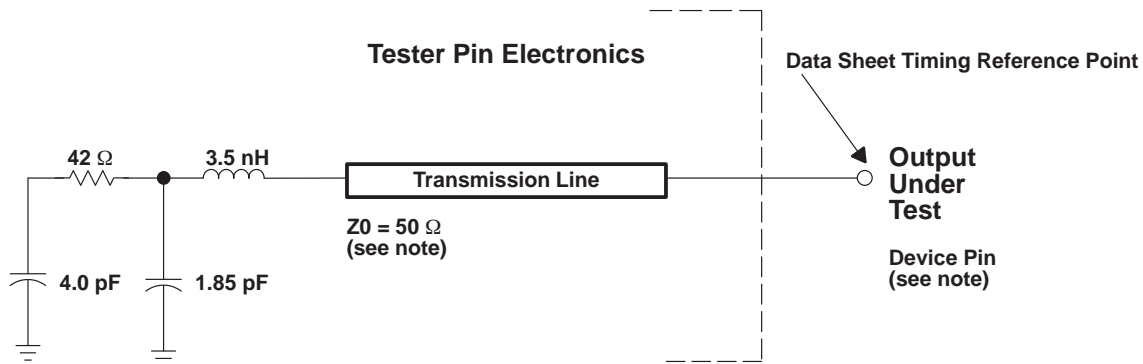 Tester Pin Electronics
Data Sheet Timing Reference Point
42 Ω
3.5 nH
Transmission Line
Output
Under
Test
Z0 = 50 Ω
(see note)
Device Pin
(see note)
4.0 pF
1.85 pF